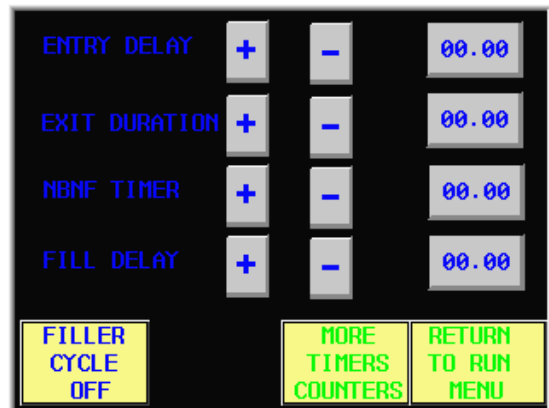 ENTRY DELAY + - 00.00
EXIT DURATION + - 00.00
NBNF TIMER + - 00.00
FILL DELAY + - 00.00
FILLER
CYCLE
OFF
MORE
TIMERS
COUNTERS
RETURN
TO RUN
MENU